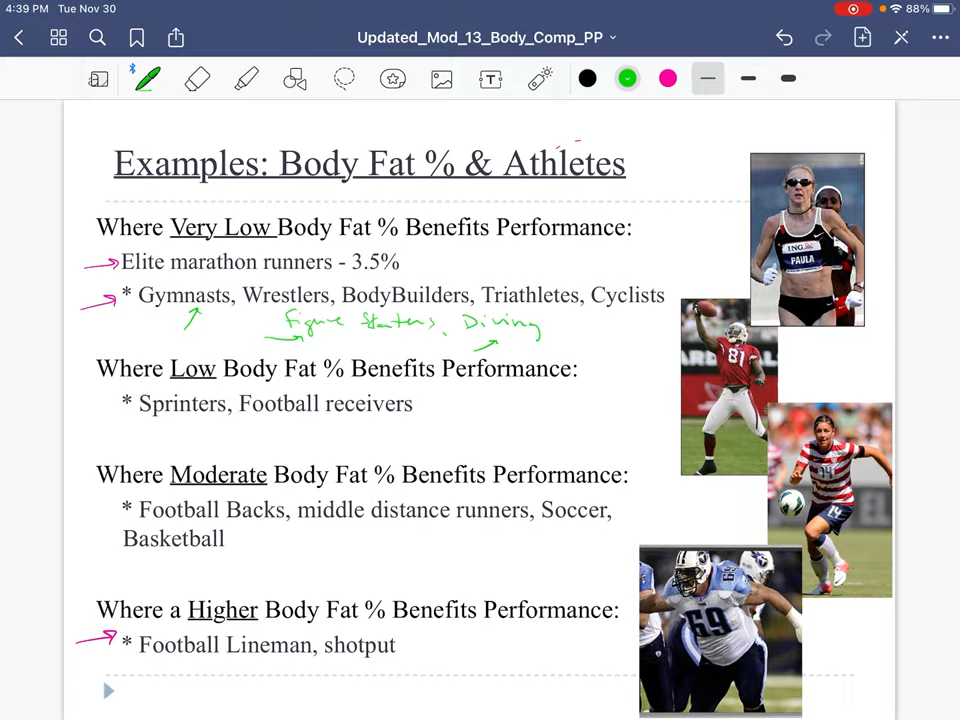 4:39 PM Tue Nov 30
88%
Updated_Mod_13_Body_Comp_PP
T
Examples: Body Fat % & Athletes
Where Very Low Body Fat % Benefits Performance:
Elite marathon runners - 3.5%
* Gymnasts, Wrestlers, BodyBuilders, Triathletes, Cyclists
Figure Skaters, Diving
Where Low Body Fat % Benefits Performance:
* Sprinters, Football receivers
Where Moderate Body Fat % Benefits Performance:
* Football Backs, middle distance runners, Soccer,
Basketball
Where a Higher Body Fat % Benefits Performance:
* Football Lineman, shotput
ING
PAULA
81
14
14
69
69